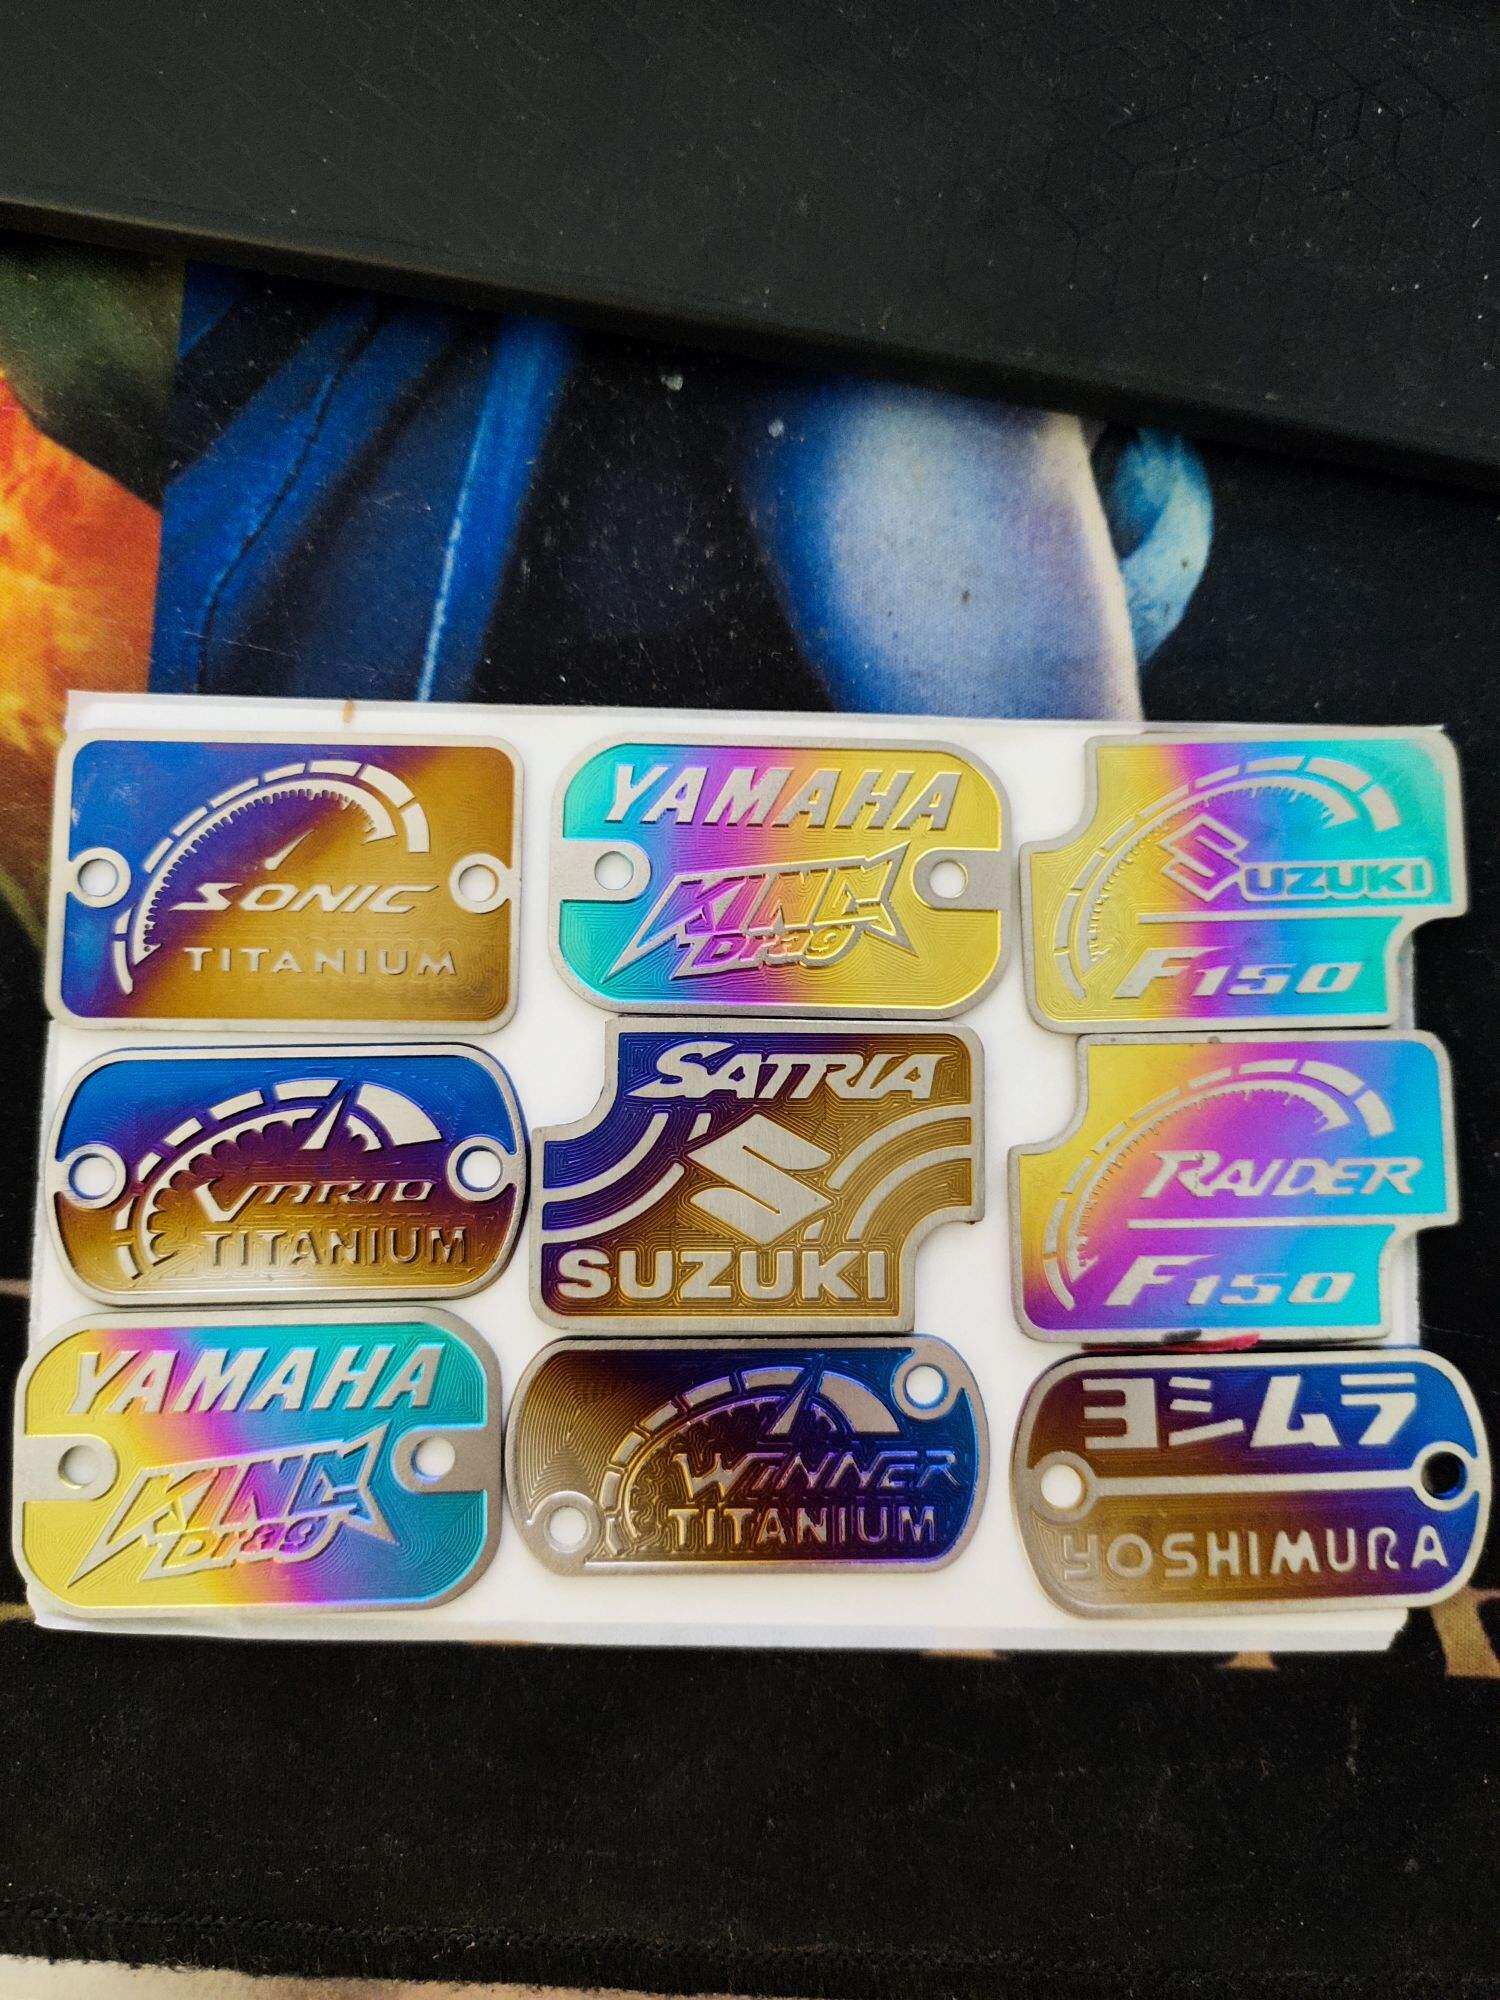 SONIC
TITANIUM
YAMAHA
KING
Drag
SUZUKI
F150
VARIO
TITANIUM
SATRIA
SUZUKI
RAIDER
F150
YAMAHA
KING
Drag
WINNER
TITANIUM
ヨシムラ
YOSHIMURA